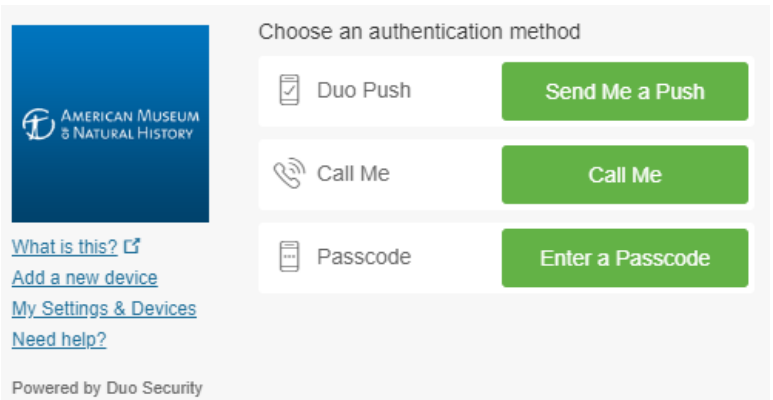 Choose an authentication method
AMERICAN MUSEUM
& NATURAL HISTORY
Duo Push
Send Me a Push
Call Me
Call Me
Passcode
Enter a Passcode
What is this?
Add a new device
My Settings & Devices
Need help?
Powered by Duo Security